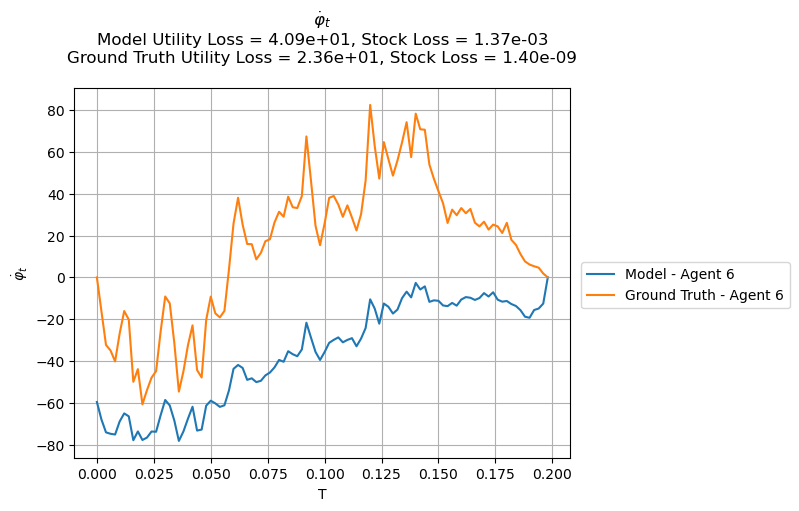 φ̇ₜ
Model Utility Loss = 4.09e+01, Stock Loss = 1.37e-03
Ground Truth Utility Loss = 2.36e+01, Stock Loss = 1.40e-09
80
60
40
20
0
−20
−40
−60
−80
φ̇ₜ
0.000 0.025 0.050 0.075 0.100 0.125 0.150 0.175 0.200
T
Model - Agent 6
Ground Truth - Agent 6